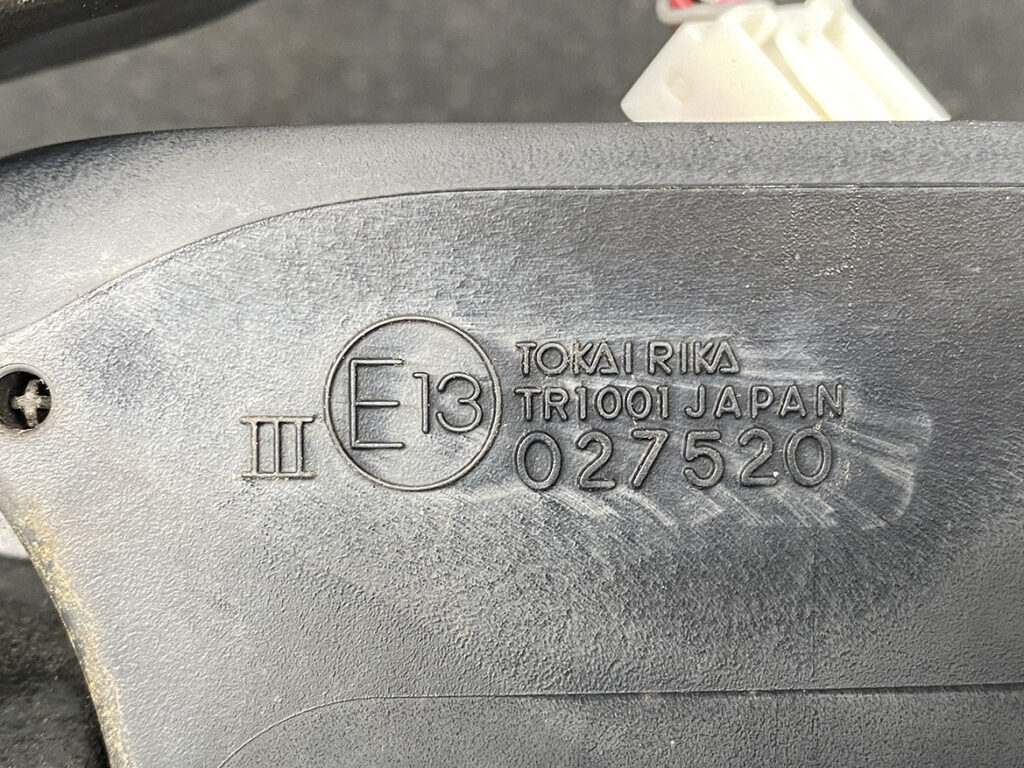 III E13
TOKAI RIKA
TR1001 JAPAN
027520